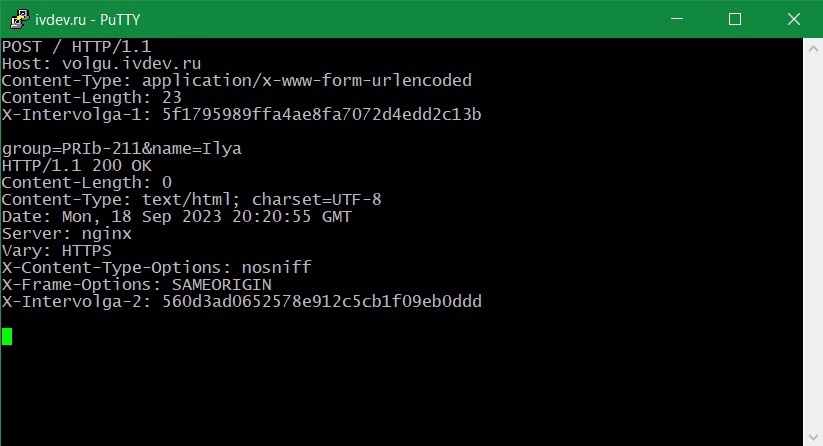 ivdev.ru - PuTTY
POST / HTTP/1.1
Host: volgu.ivdev.ru
Content-Type: application/x-www-form-urlencoded
Content-Length: 23
X-Intervolga-1: 5f1795989ffa4ae8fa7072d4edd2c13b

group=PRIb-211&name=Ilya
HTTP/1.1 200 OK
Content-Length: 0
Content-Type: text/html; charset=UTF-8
Date: Mon, 18 Sep 2023 20:20:55 GMT
Server: nginx
Vary: HTTPS
X-Content-Type-Options: nosniff
X-Frame-Options: SAMEORIGIN
X-Intervolga-2: 560d3ad0652578e912c5cb1f09eb0ddd